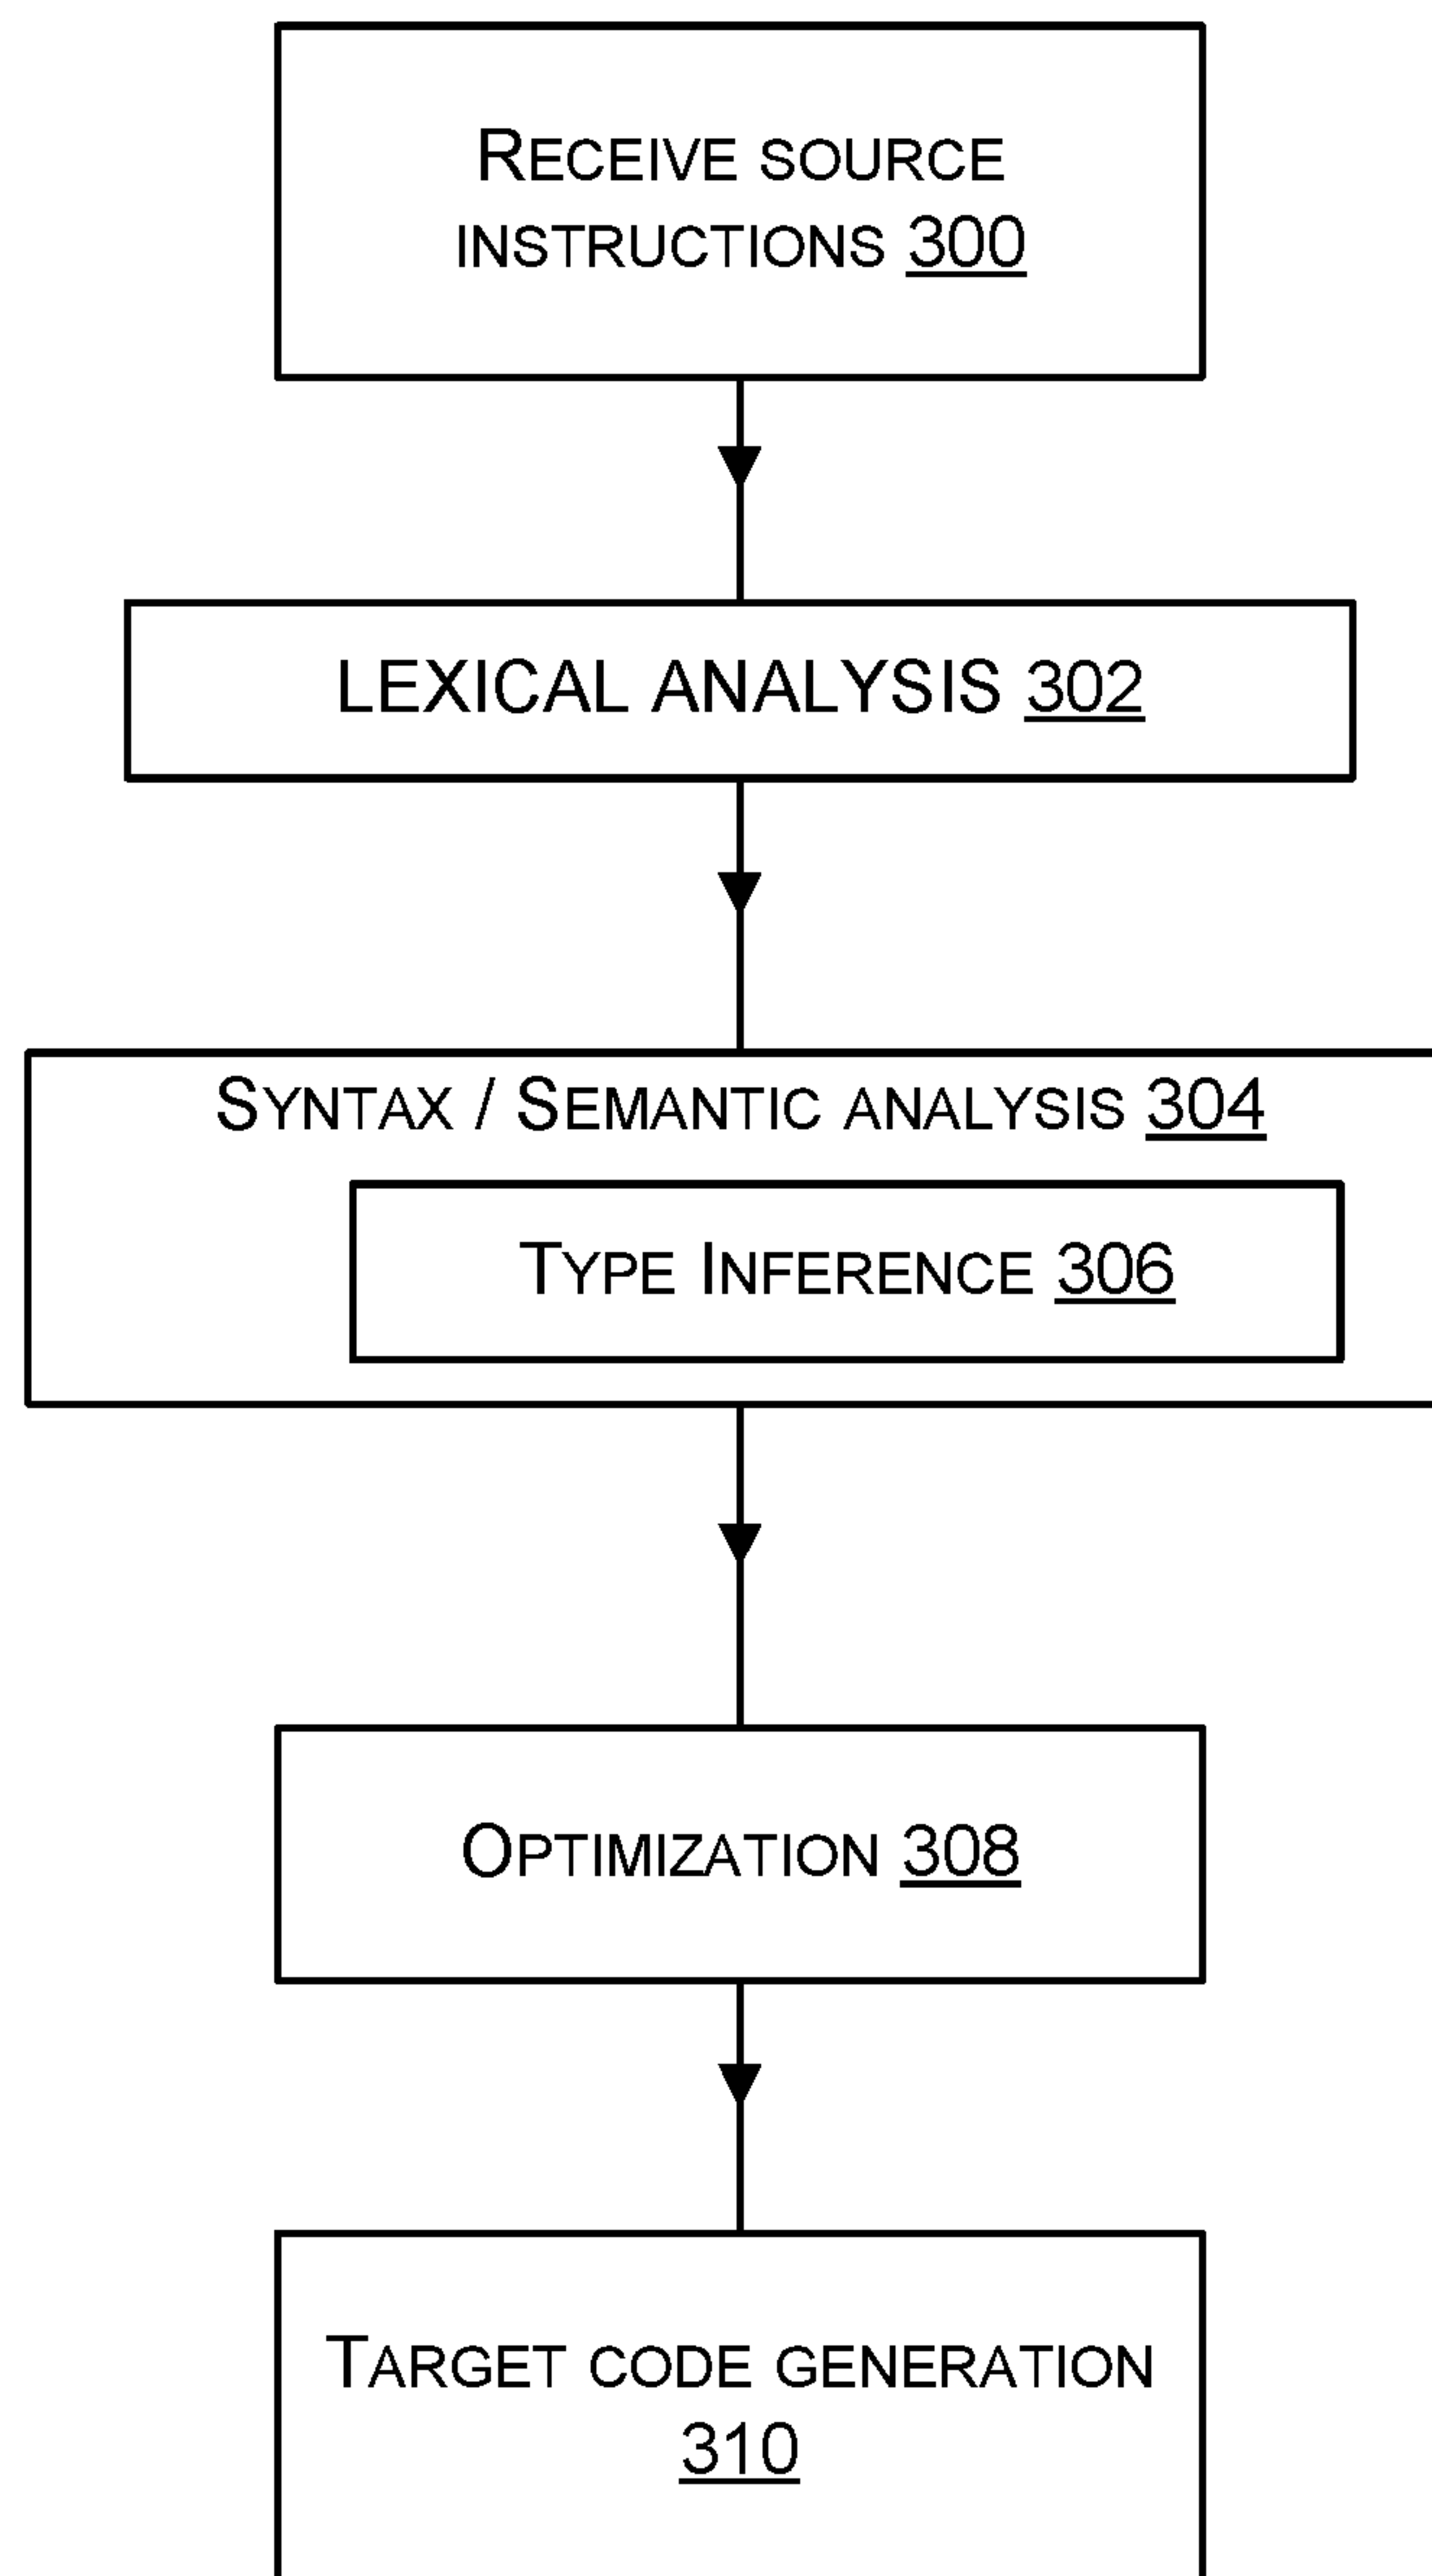 Receive source
instructions 300
LEXICAL ANALYSIS 302
Syntax / Semantic analysis 304
Type Inference 306
Optimization 308
Target code generation
310